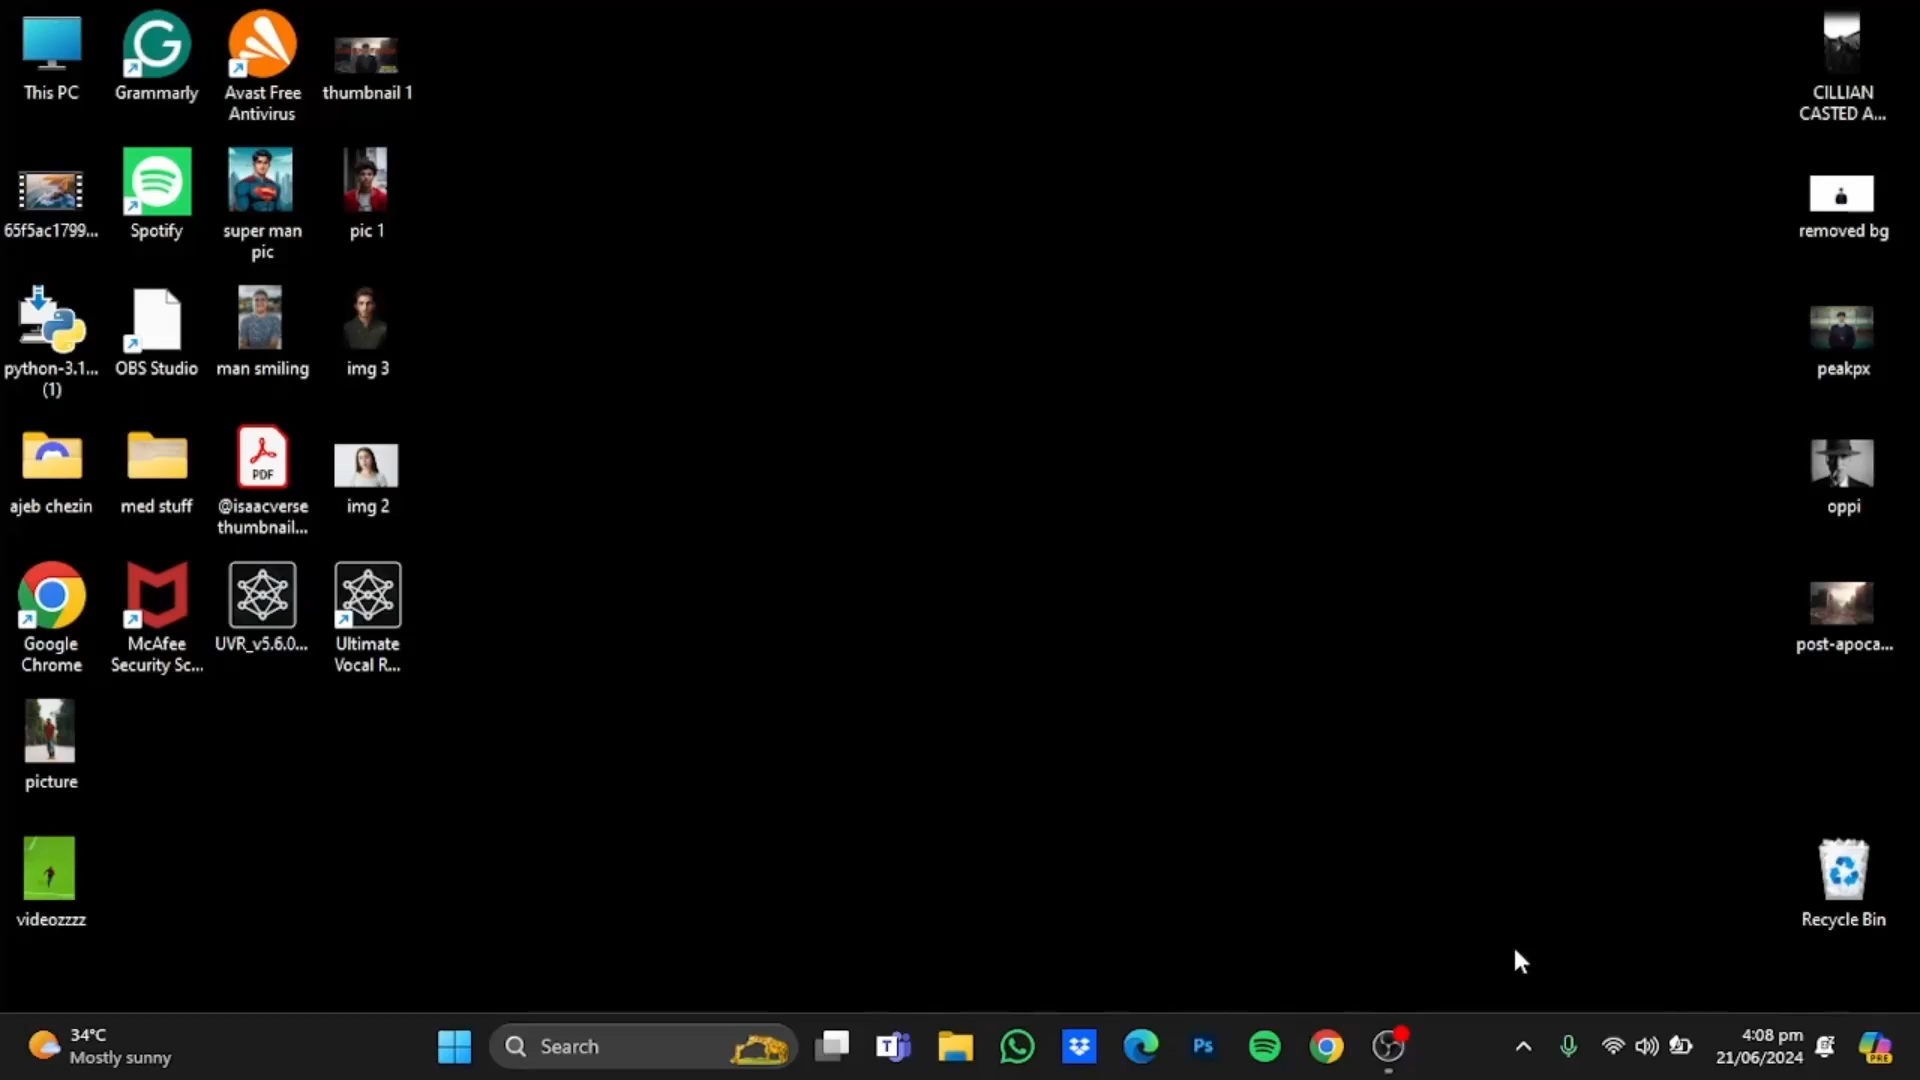 This PC
Grammarly
Avast Free
Antivirus
thumbnail 1
CILLIAN
CASTED A...
65f5ac1799...
Spotify
super man
pic
pic 1
removed bg
python-3.1...
(1)
OBS Studio
man smiling
img 3
peakpx
ajeb chezin
med stuff
PDF
@isaacverse
thumbnail...
img 2
oppi
Google
Chrome
McAfee
Security Sc...
UVR_v5.6.0...
Ultimate
Vocal R...
post-apoca...
picture
videozzzz
Recycle Bin
34°C
Mostly sunny
Search
T
Ps
4:08 pm
21/06/2024
PRE